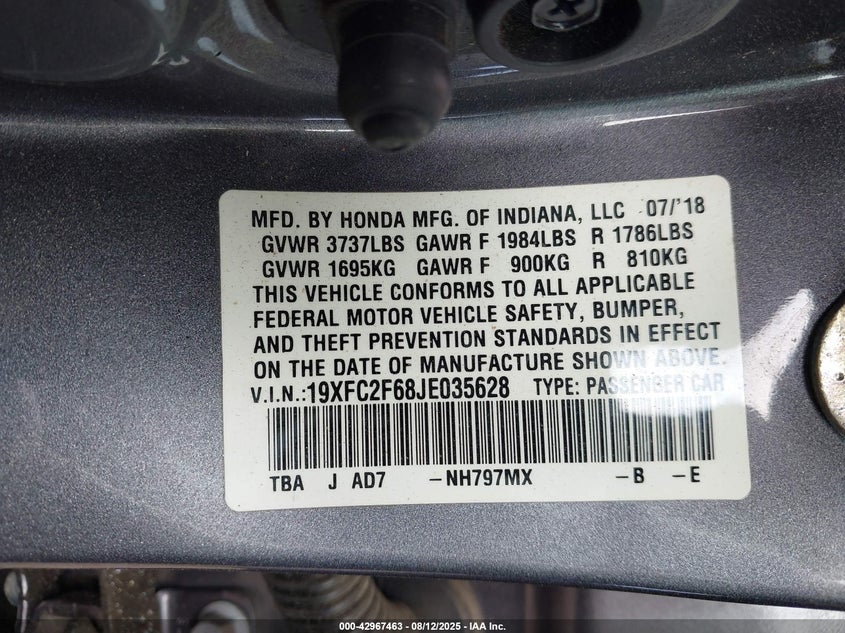 MFD. BY HONDA MFG. OF INDIANA, LLC 07/'18
GVWR 3737LBS GAWR F 1984LBS R 1786LBS
GVWR 1695KG GAWR F 900KG R 810KG
THIS VEHICLE CONFORMS TO ALL APPLICABLE
FEDERAL MOTOR VEHICLE SAFETY, BUMPER,
AND THEFT PREVENTION STANDARDS IN EFFECT
ON THE DATE OF MANUFACTURE SHOWN ABOVE.
V.I.N.:19XFC2F68JE035628 TYPE: PASSENGER CAR
TBA J AD7 -NH797MX -B -E
000-42967463 - 08/12/2025 - IAA Inc.